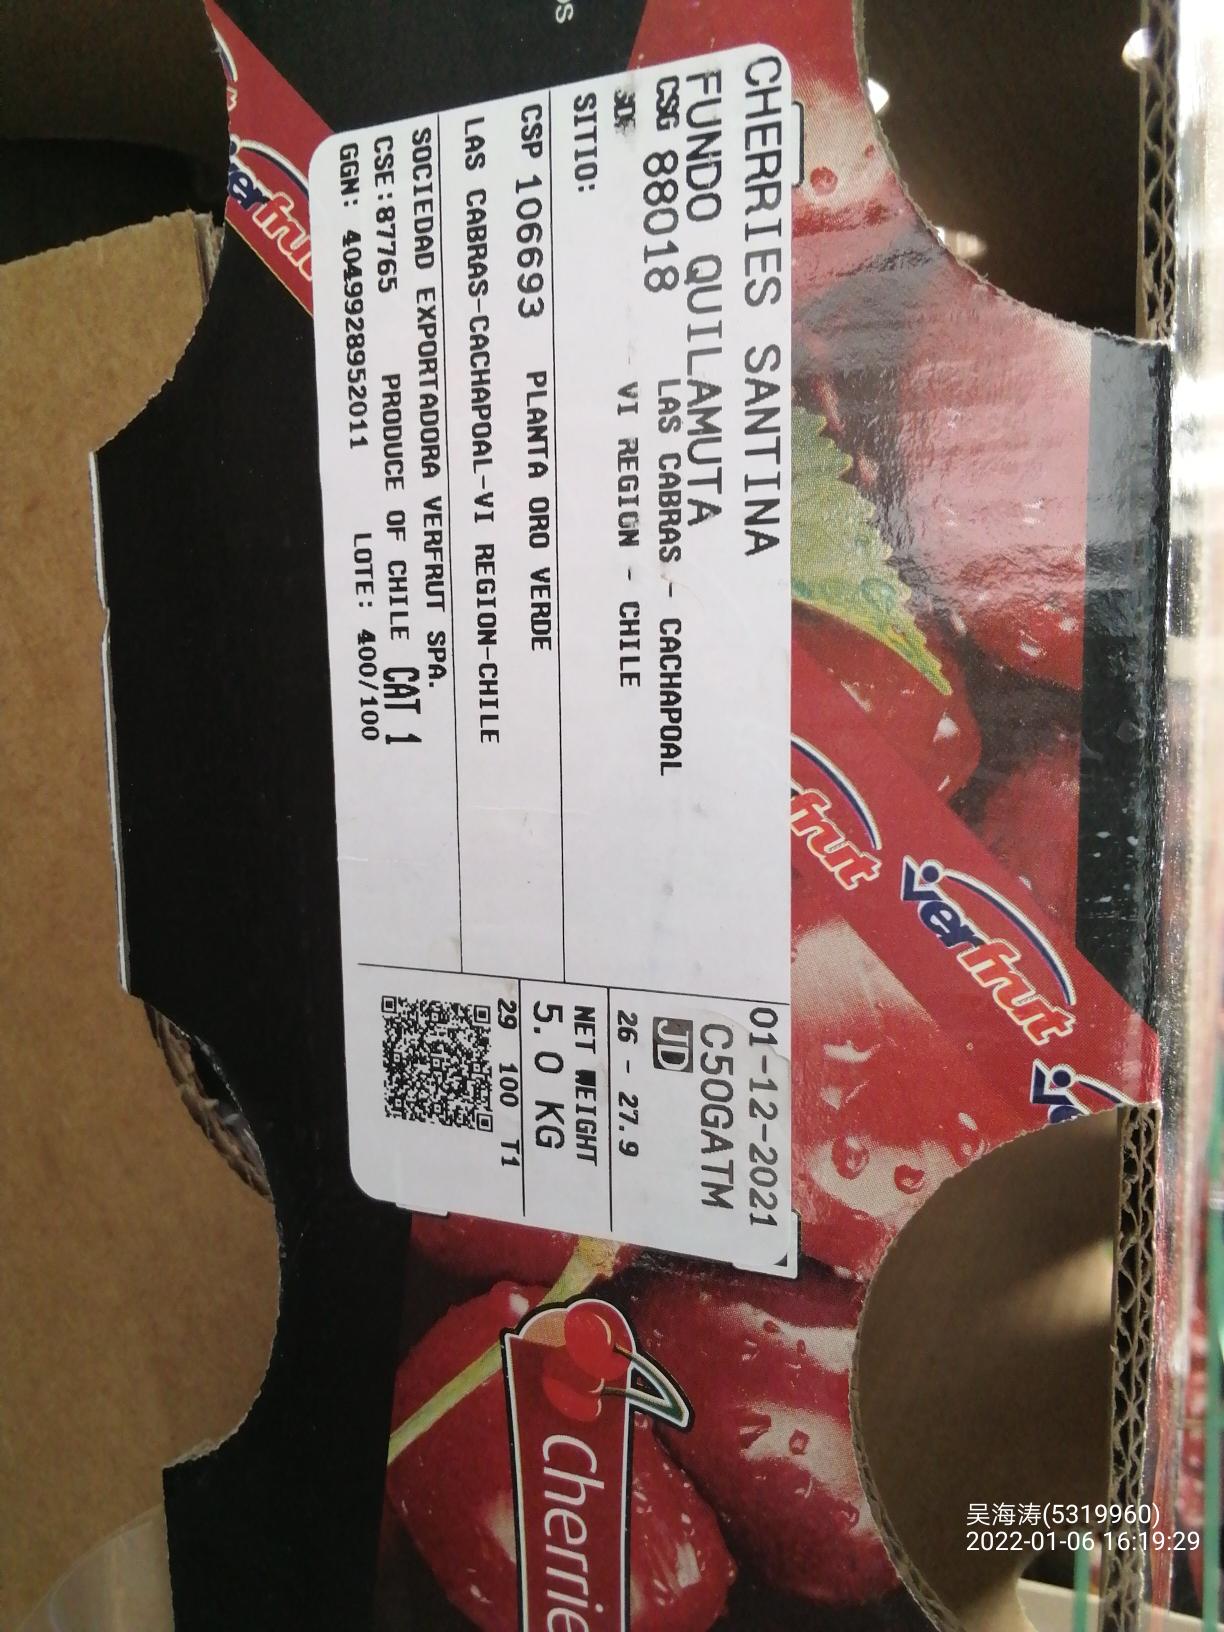 CHERRIES SANTINA
FUNDO QUILAMUTA
CSG 88018 LAS CABRAS - CACHAPOAL
- VI REGION - CHILE
SITIO:
CSP 106693 PLANTA ORO VERDE
LAS CABRAS-CACHAPOAL-VI REGION-CHILE
SOCIEDAD EXPORTADORA VERFRUT SPA.
CSE:87765 PRODUCE OF CHILE CAT 1
GGN: 4049928952011 LOTE: 400/100
01-12-2021
C50GATM
JD
26 - 27.9
NET WEIGHT
5.0 KG
29 100 T1
verfrut
frut
verfrut
Cherrie
吴海涛(5319960)
2022-01-06 16:19:29